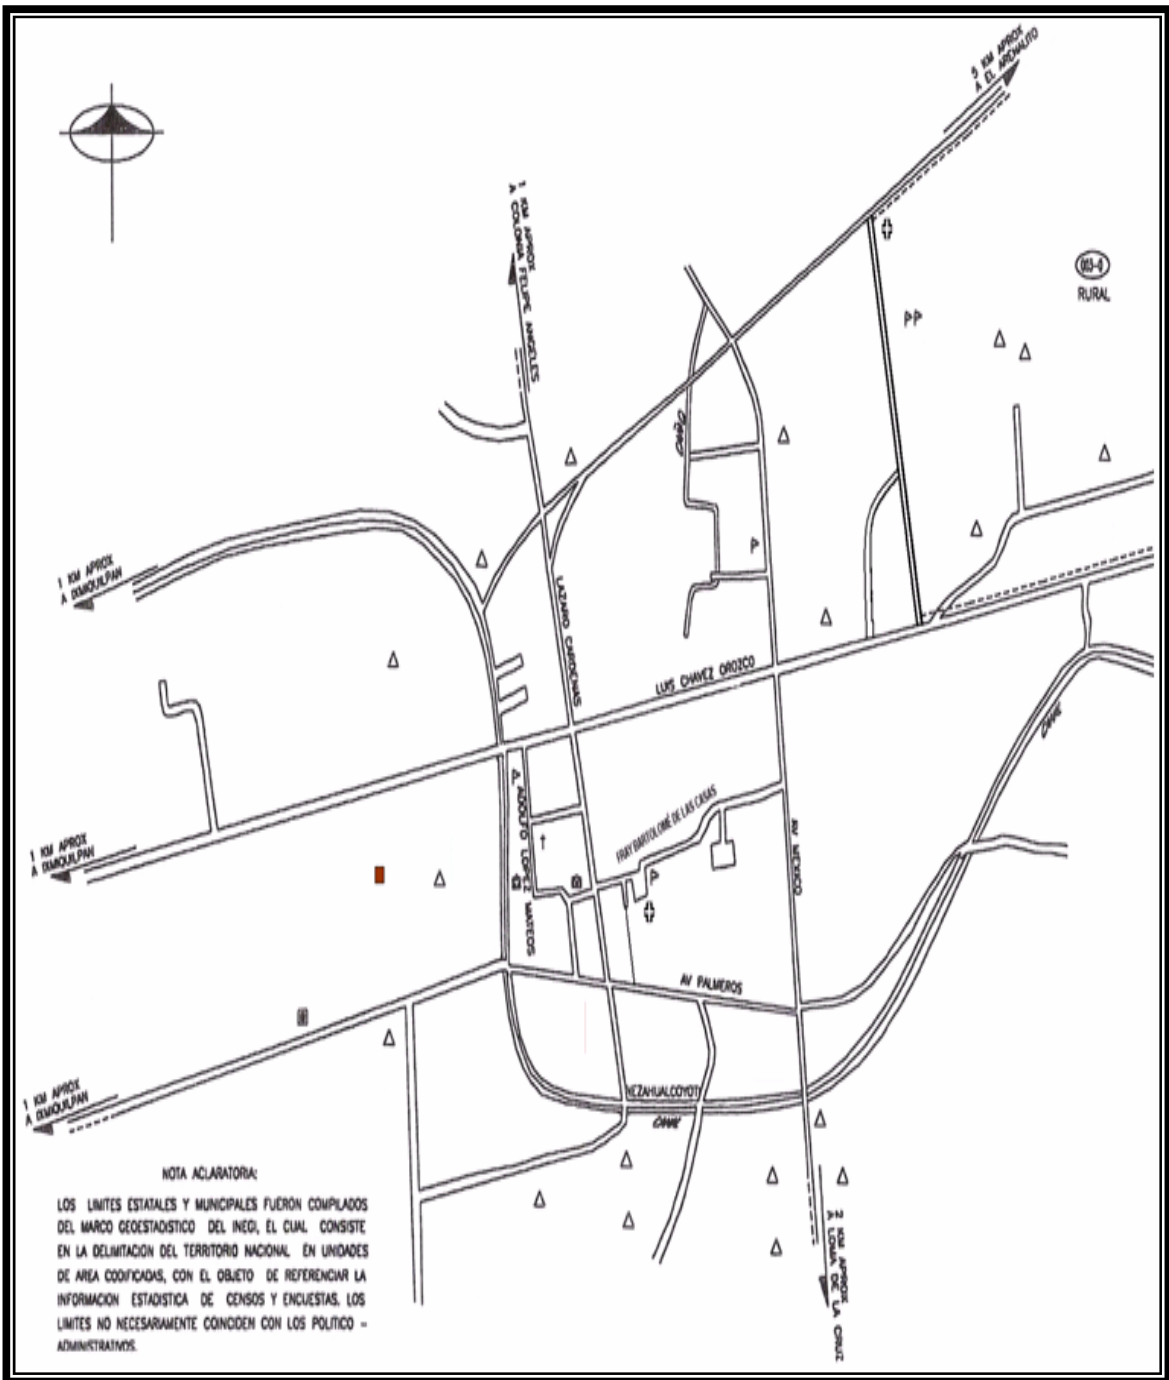 5 KM APROX
A EL ARENALITO
1 KM APROX
A COLONIA FELIPE ANGELES
003-0
RURAL
1 KM APROX
A IXMIQUILPAN
LAZARO CARDENAS
LUIS CHAVEZ OROZCO
ADOLFO LOPEZ MATEOS
FRAY BARTOLOMÉ DE LAS CASAS
AV MEXICO
1 KM APROX
A IXMIQUILPAN
AV PALMEROS
NEZAHUALCOYOTL
1 KM APROX
A IXMIQUILPAN
2 KM APROX
A LOMA DE LA CRUZ
NOTA ACLARATORIA:
LOS LIMITES ESTATALES Y MUNICIPALES FUERON COMPILADOS
DEL MARCO GEOESTADISTICO DEL INEGI, EL CUAL CONSISTE
EN LA DELIMITACION DEL TERRITORIO NACIONAL EN UNIDADES
DE AREA CODIFICADAS, CON EL OBJETO DE REFERENCIAR LA
INFORMACION ESTADISTICA DE CENSOS Y ENCUESTAS, LOS
LIMITES NO NECESARIAMENTE COINCIDEN CON LOS POLITICO -
ADMINISTRATIVOS.